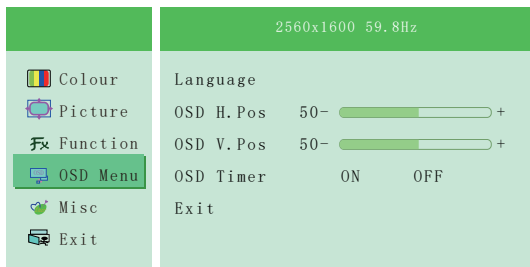 2560x1600 59.8Hz
Colour
Picture
Function
OSD Menu
Misc
Exit
Language
OSD H.Pos 50- +
OSD V.Pos 50- +
OSD Timer ON OFF
Exit